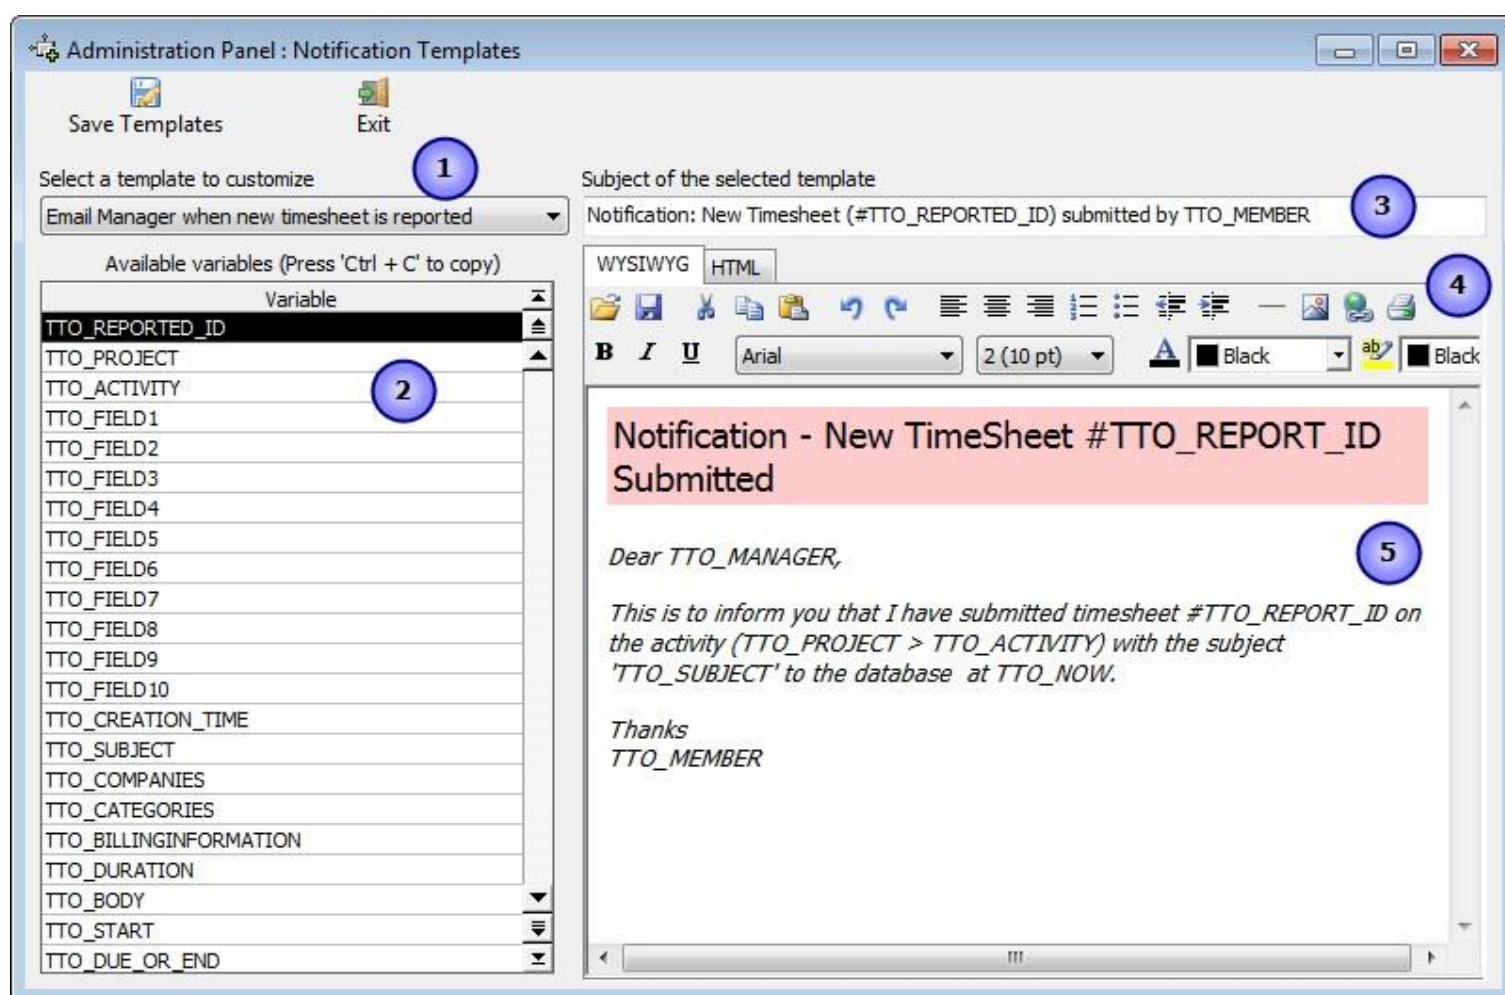 Administration Panel : Notification Templates
Save Templates
Exit
1
Select a template to customize
Email Manager when new timesheet is reported
Available variables (Press 'Ctrl + C' to copy)
Variable
TTO_REPORTED_ID
TTO_PROJECT
TTO_ACTIVITY
2
TTO_FIELD1
TTO_FIELD2
TTO_FIELD3
TTO_FIELD4
TTO_FIELD5
TTO_FIELD6
TTO_FIELD7
TTO_FIELD8
TTO_FIELD9
TTO_FIELD10
TTO_CREATION_TIME
TTO_SUBJECT
TTO_COMPANIES
TTO_CATEGORIES
TTO_BILLINGINFORMATION
TTO_DURATION
TTO_BODY
TTO_START
TTO_DUE_OR_END
Subject of the selected template
Notification: New Timesheet (#TTO_REPORTED_ID) submitted by TTO_MEMBER
3
WYSIWYG HTML
4
B I U Arial 2 (10 pt) A Black ab Black
Notification - New TimeSheet #TTO_REPORT_ID
Submitted
5
Dear TTO_MANAGER,
This is to inform you that I have submitted timesheet #TTO_REPORT_ID on
the activity (TTO_PROJECT > TTO_ACTIVITY) with the subject
'TTO_SUBJECT' to the database at TTO_NOW.
Thanks
TTO_MEMBER